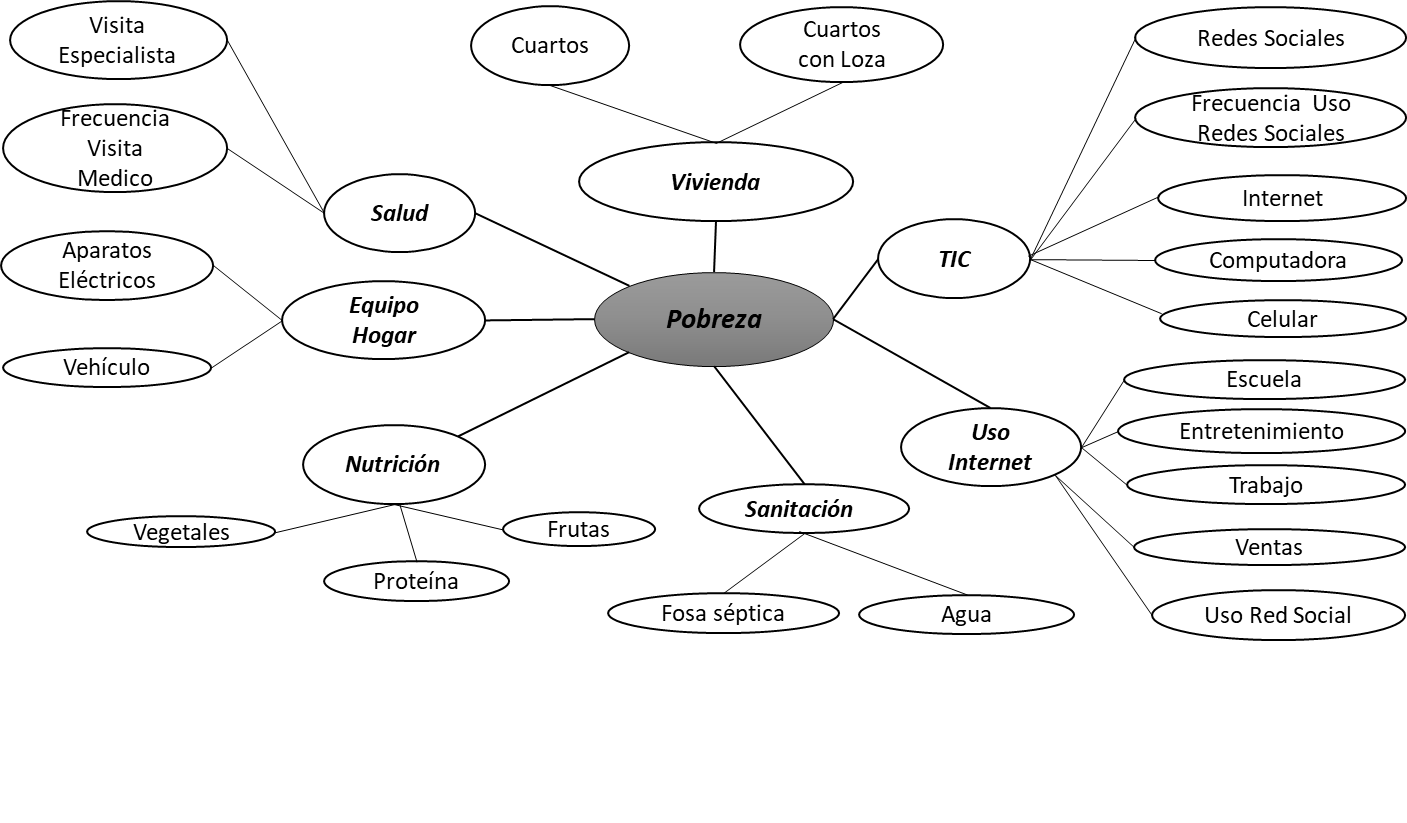 Visita
Especialista
Cuartos
Cuartos
con Loza
Redes Sociales
Frecuencia
Visita
Medico
Frecuencia  Uso
Redes Sociales
Vivienda
Salud
Internet
Aparatos
Eléctricos
TIC
Computadora
Equipo
Hogar
Pobreza
Celular
Vehículo
Escuela
Nutrición
Uso
Internet
Entretenimiento
Trabajo
Sanitación
Vegetales
Frutas
Proteína
Ventas
Fosa séptica
Agua
Uso Red Social